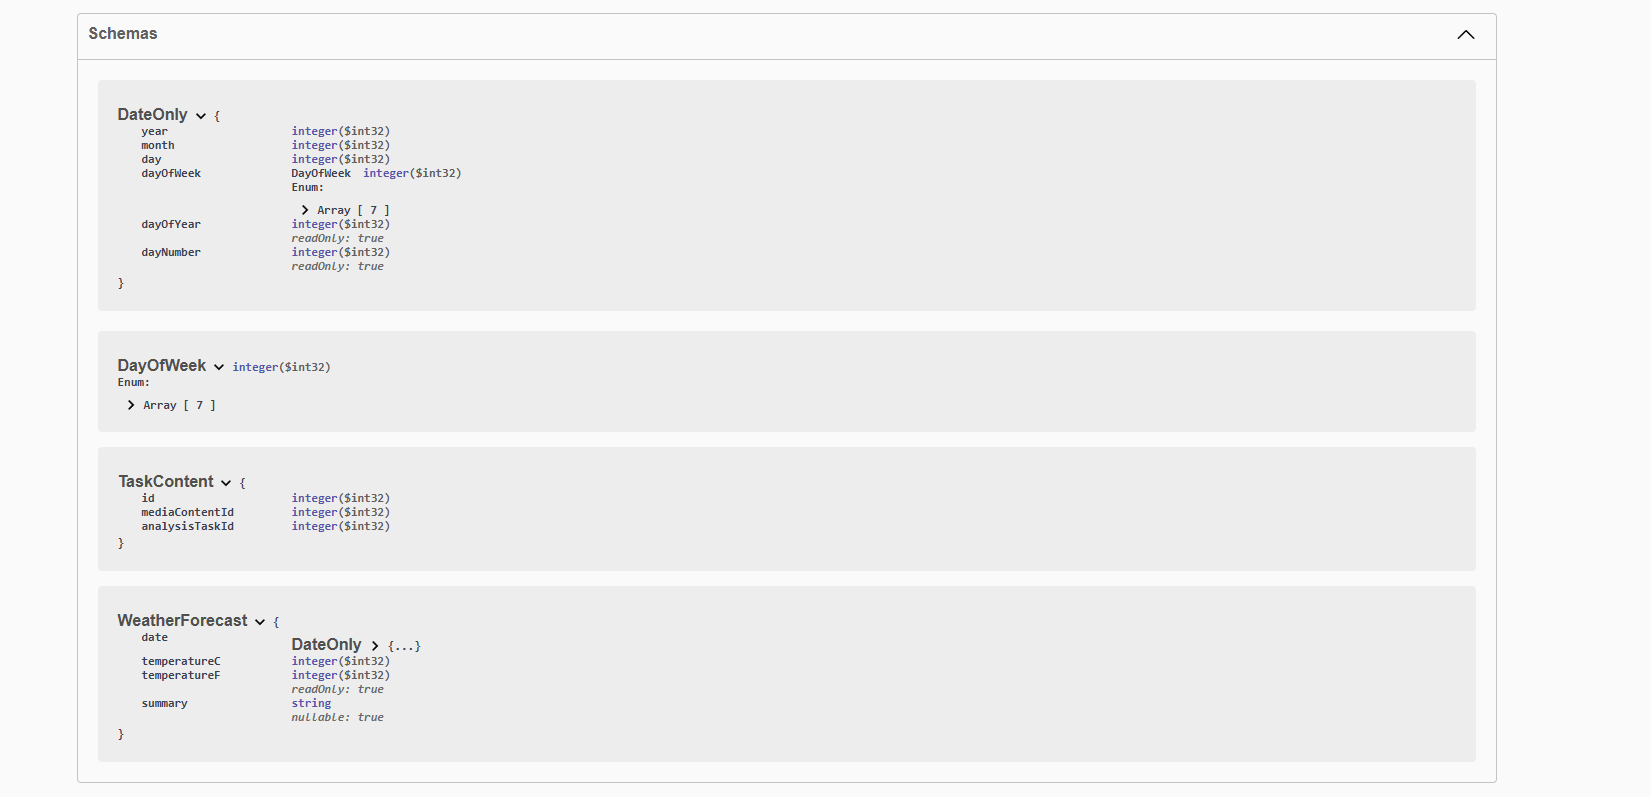 Schemas
DateOnly {
year integer($int32)
month integer($int32)
day integer($int32)
dayOfWeek DayOfWeek integer($int32)
Enum:
Array [ 7 ]
dayOfYear integer($int32)
readOnly: true
dayNumber integer($int32)
readOnly: true
}
DayOfWeek integer($int32)
Enum:
Array [ 7 ]
TaskContent {
id integer($int32)
mediaContentId integer($int32)
analysisTaskId integer($int32)
}
WeatherForecast {
date DateOnly {...}
temperatureC integer($int32)
temperatureF integer($int32)
readOnly: true
summary string
nullable: true
}